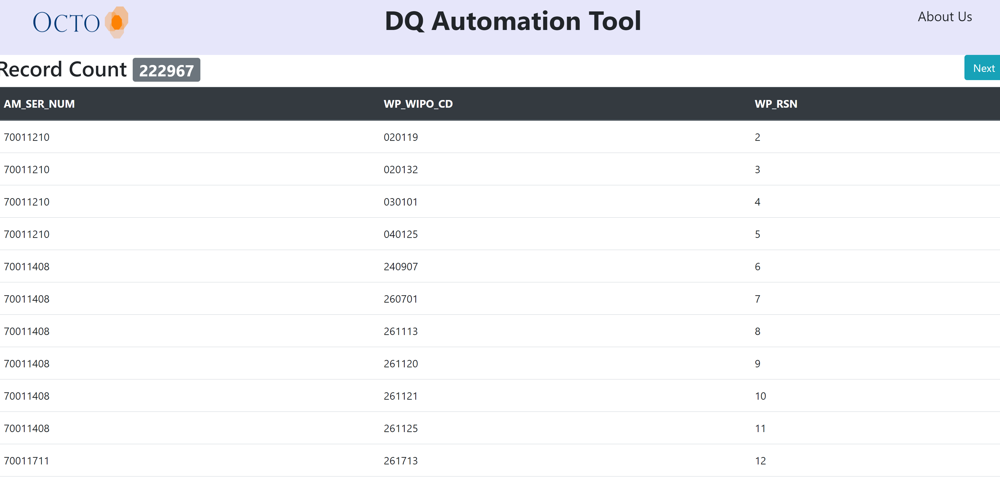 OCTO
DQ Automation Tool
About Us
Record Count 222967
Next
AM_SER_NUM WP_WIPO_CD WP_RSN
70011210 020119 2
70011210 020132 3
70011210 030101 4
70011210 040125 5
70011408 240907 6
70011408 260701 7
70011408 261113 8
70011408 261120 9
70011408 261121 10
70011408 261125 11
70011711 261713 12